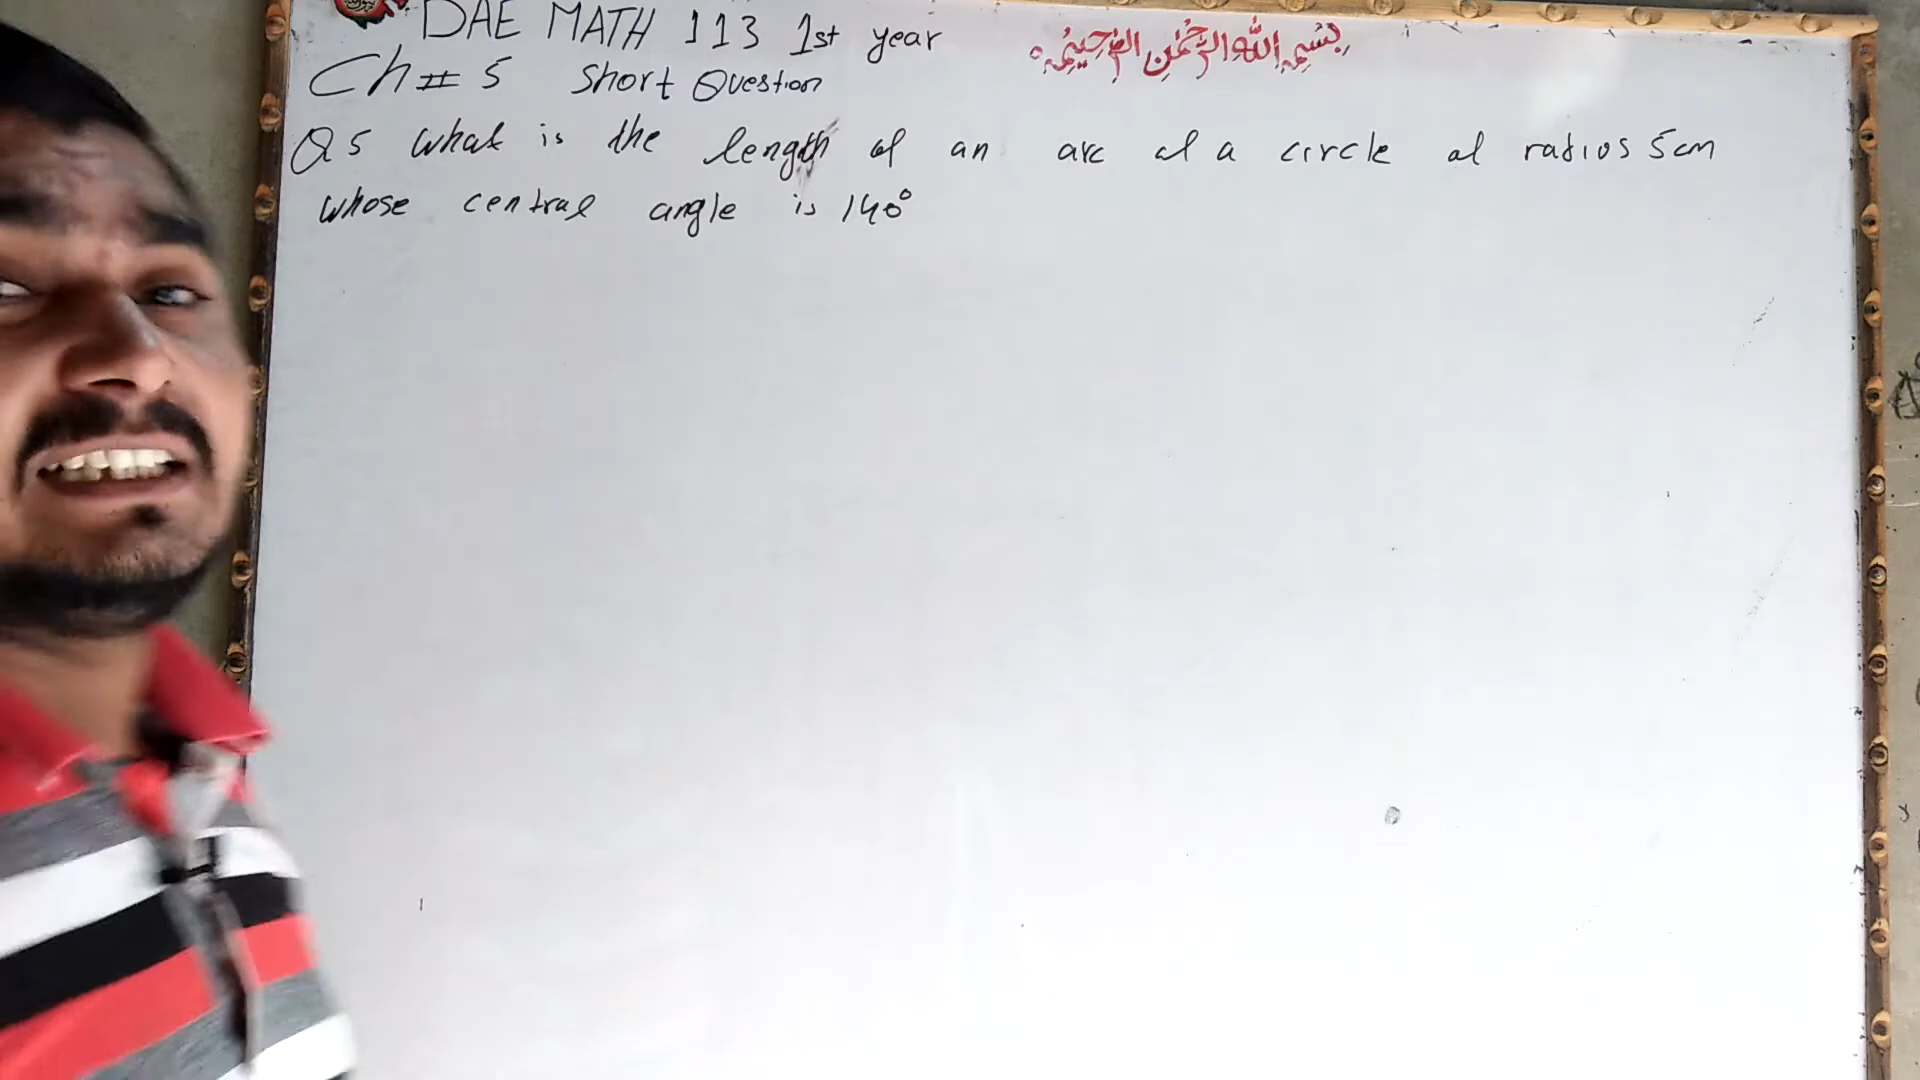 DAE MATH 113 1st year
بِسْمِ اللهِ الرَّحْمٰنِ الرَّحِيْمِ
Ch # 5 Short Question
Q5 what is the length of an arc of a circle of radius 5cm
whose central angle is 140°